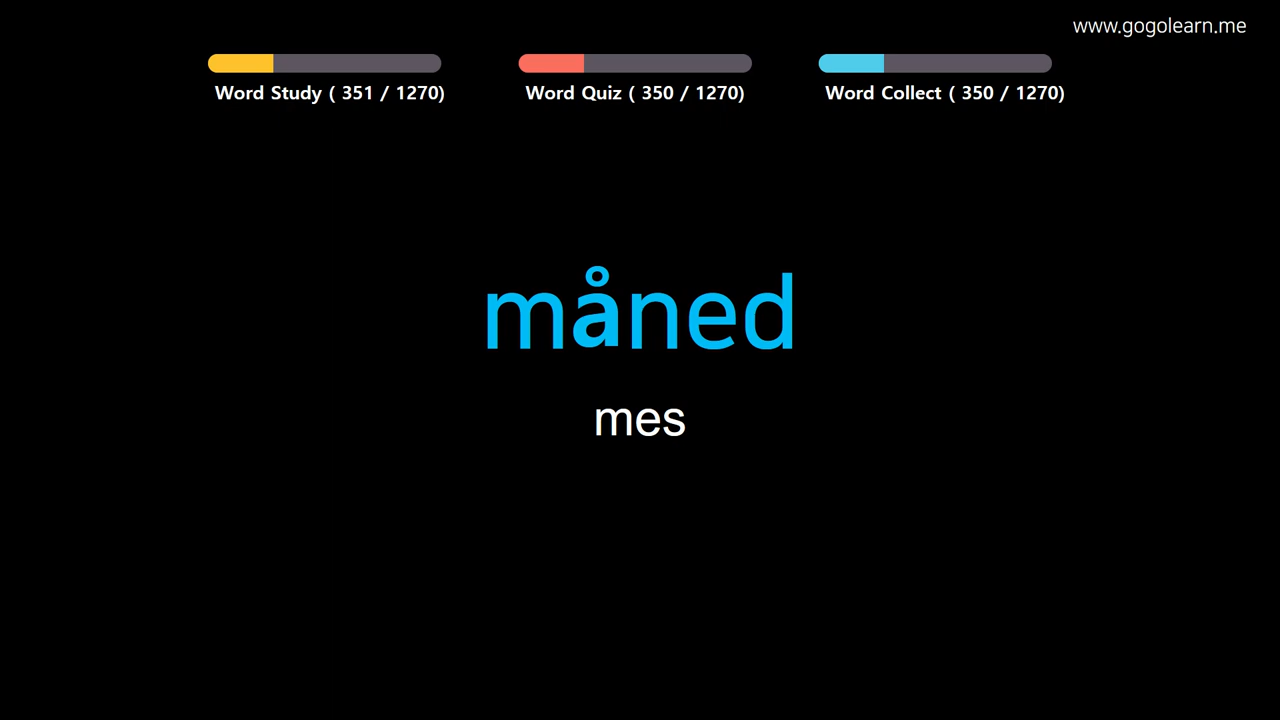 www.gogolearn.me
Word Study ( 351 / 1270)
Word Quiz ( 350 / 1270)
Word Collect ( 350 / 1270)
måned
mes